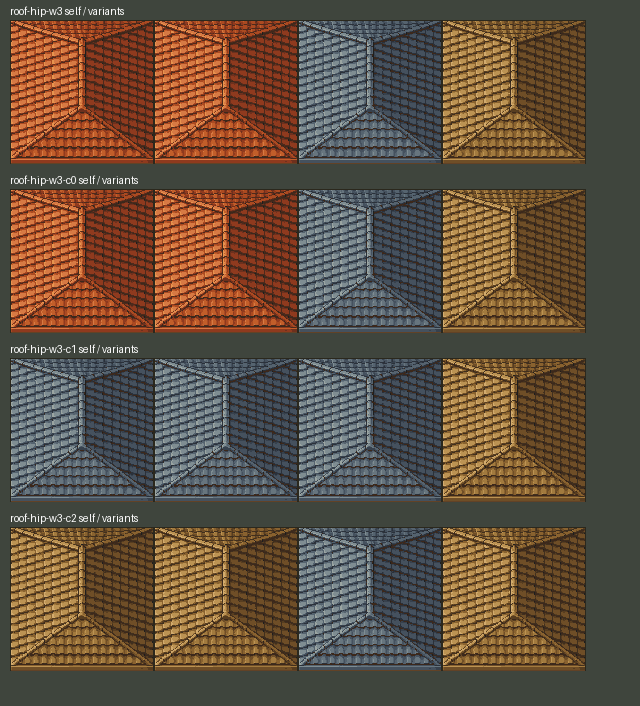 roof-hip-w3 self / variants
roof-hip-w3-c0 self / variants
roof-hip-w3-c1 self / variants
roof-hip-w3-c2 self / variants